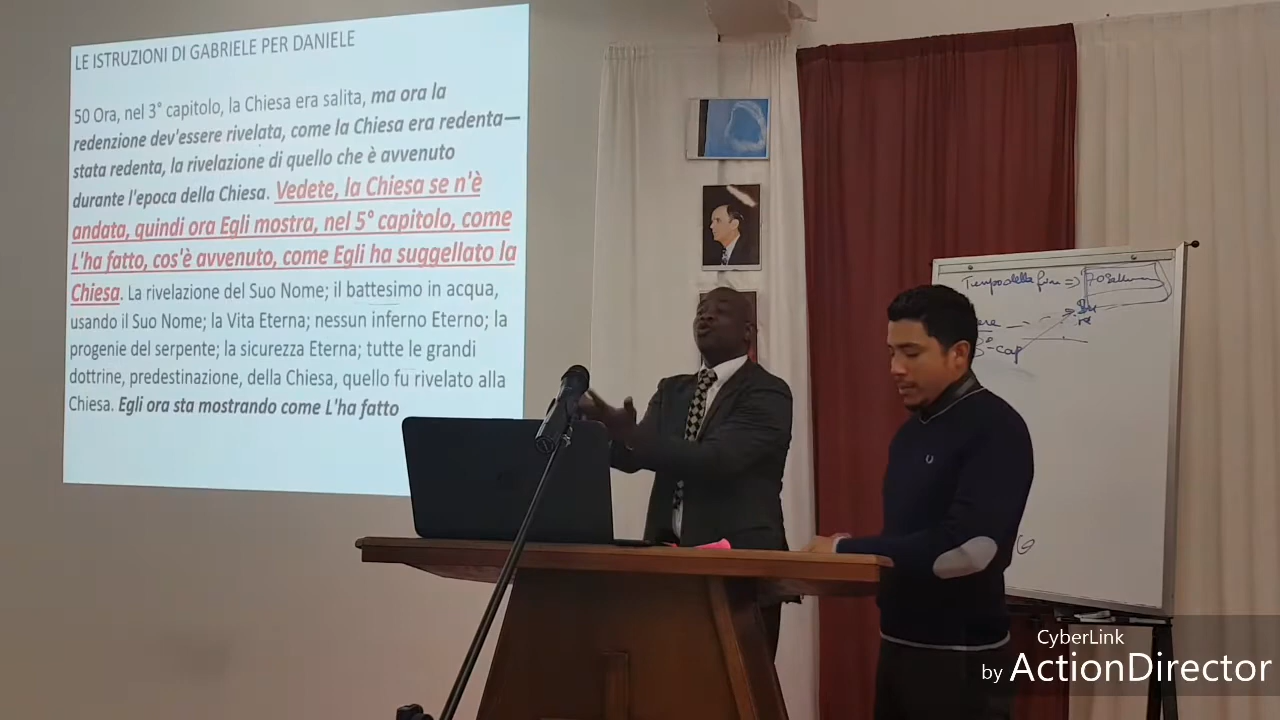 LE ISTRUZIONI DI GABRIELE PER DANIELE
50 Ora, nel 3° capitolo, la Chiesa era salita, ma ora la
redenzione dev'essere rivelata, come la Chiesa era redenta—
stata redenta, la rivelazione di quello che è avvenuto
durante l'epoca della Chiesa. Vedete, la Chiesa se n'è
andata, quindi ora Egli mostra, nel 5° capitolo, come
L'ha fatto, cos'è avvenuto, come Egli ha suggellato la
Chiesa. La rivelazione del Suo Nome; il battesimo in acqua,
usando il Suo Nome; la Vita Eterna; nessun inferno Eterno; la
progenie del serpente; la sicurezza Eterna; tutte le grandi
dottrine, predestinazione, della Chiesa, quello fu rivelato alla
Chiesa. Egli ora sta mostrando come L'ha fatto
Tempo della fine => 70
3°-cap
CyberLink
by ActionDirector